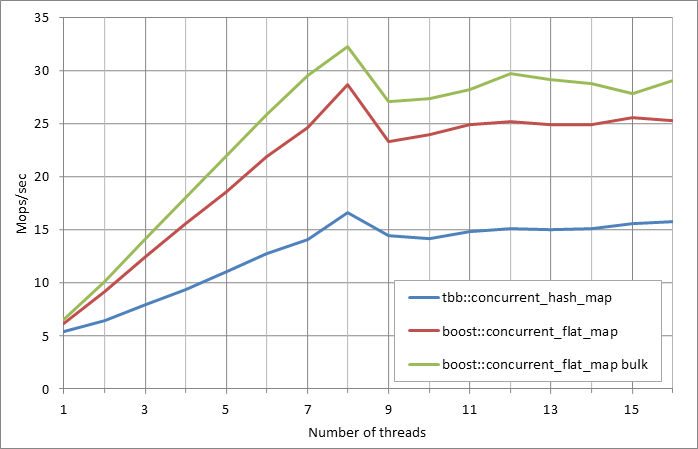 35
30
25
20
15
10
5
0
Mops/sec
tbb::concurrent_hash_map
boost::concurrent_flat_map
boost::concurrent_flat_map bulk
1 3 5 7 9 11 13 15
Number of threads